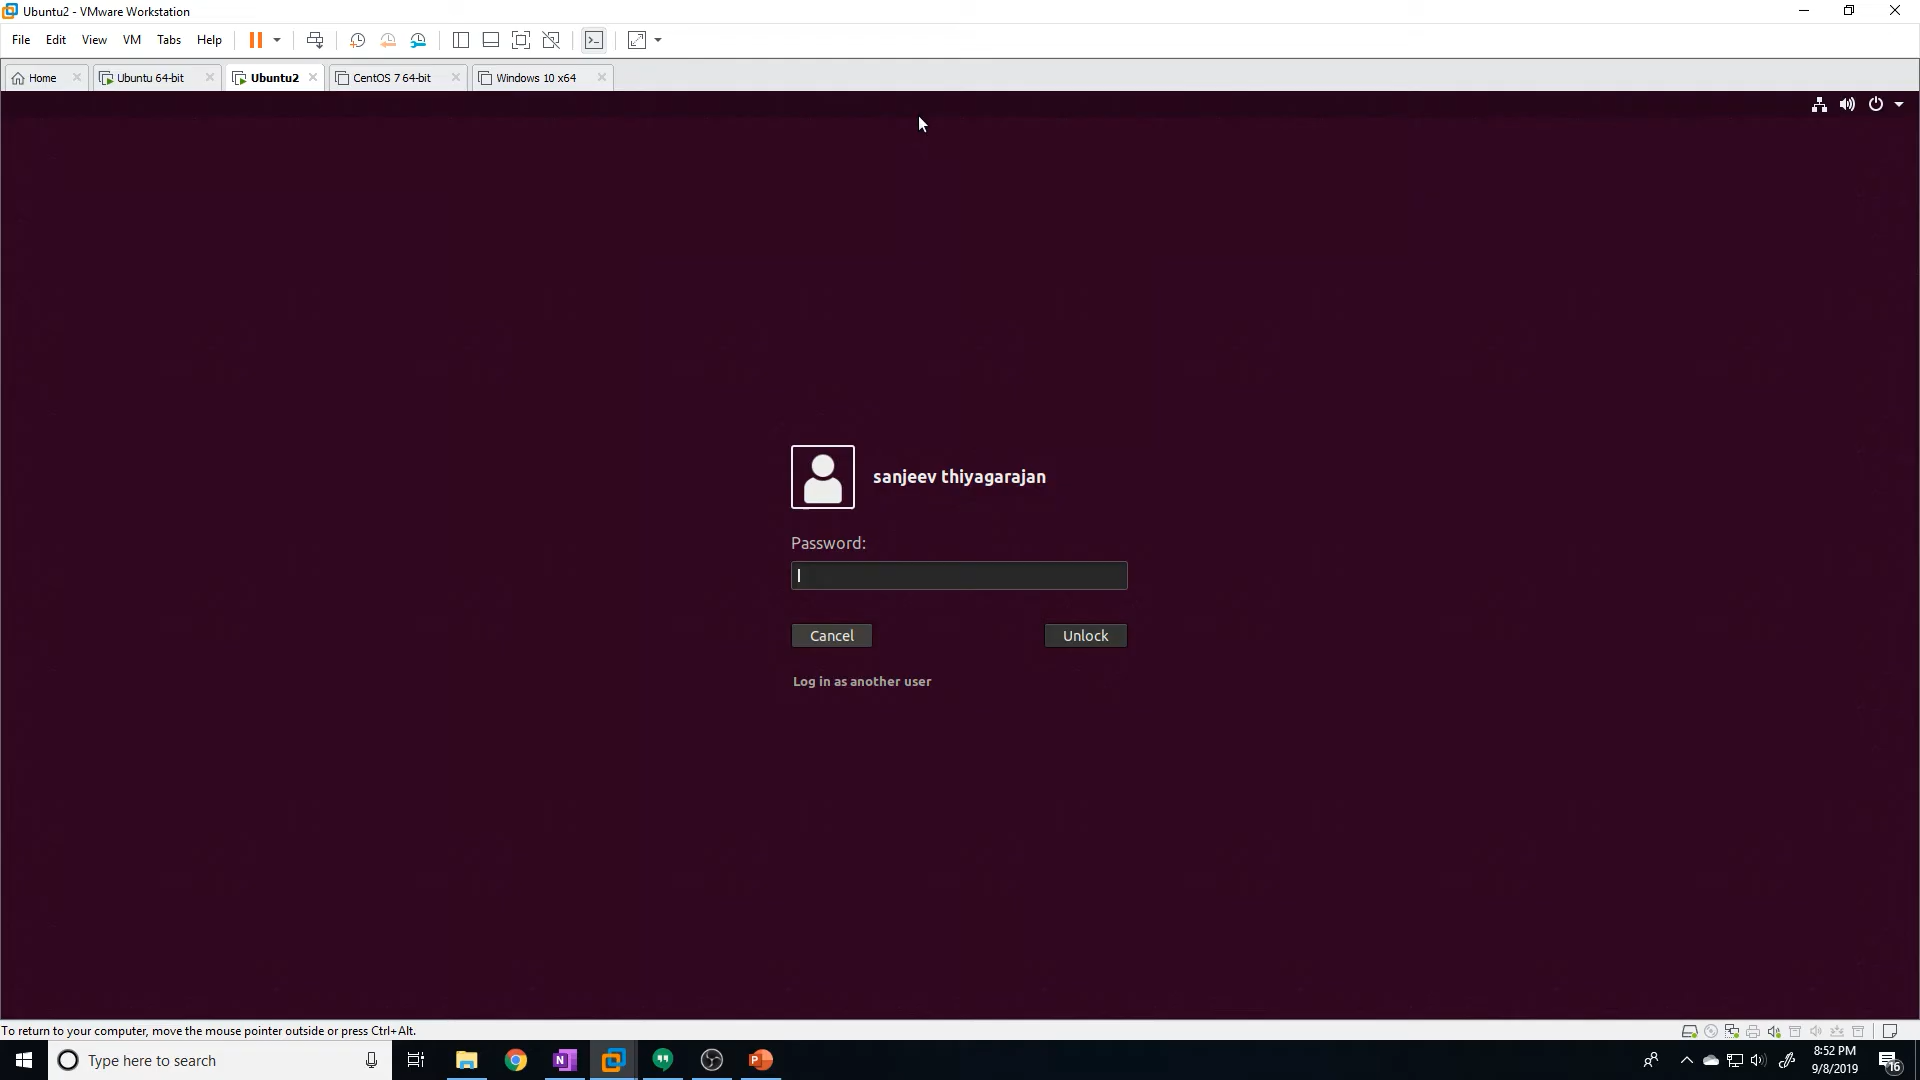 Ubuntu2 - VMware Workstation
File Edit View VM Tabs Help
Home Ubuntu 64-bit Ubuntu2 CentOS 7 64-bit Windows 10 x64
sanjeev thiyagarajan
Password:
Cancel Unlock
Log in as another user
To return to your computer, move the mouse pointer outside or press Ctrl+Alt.
Type here to search
8:52 PM
9/8/2019
16